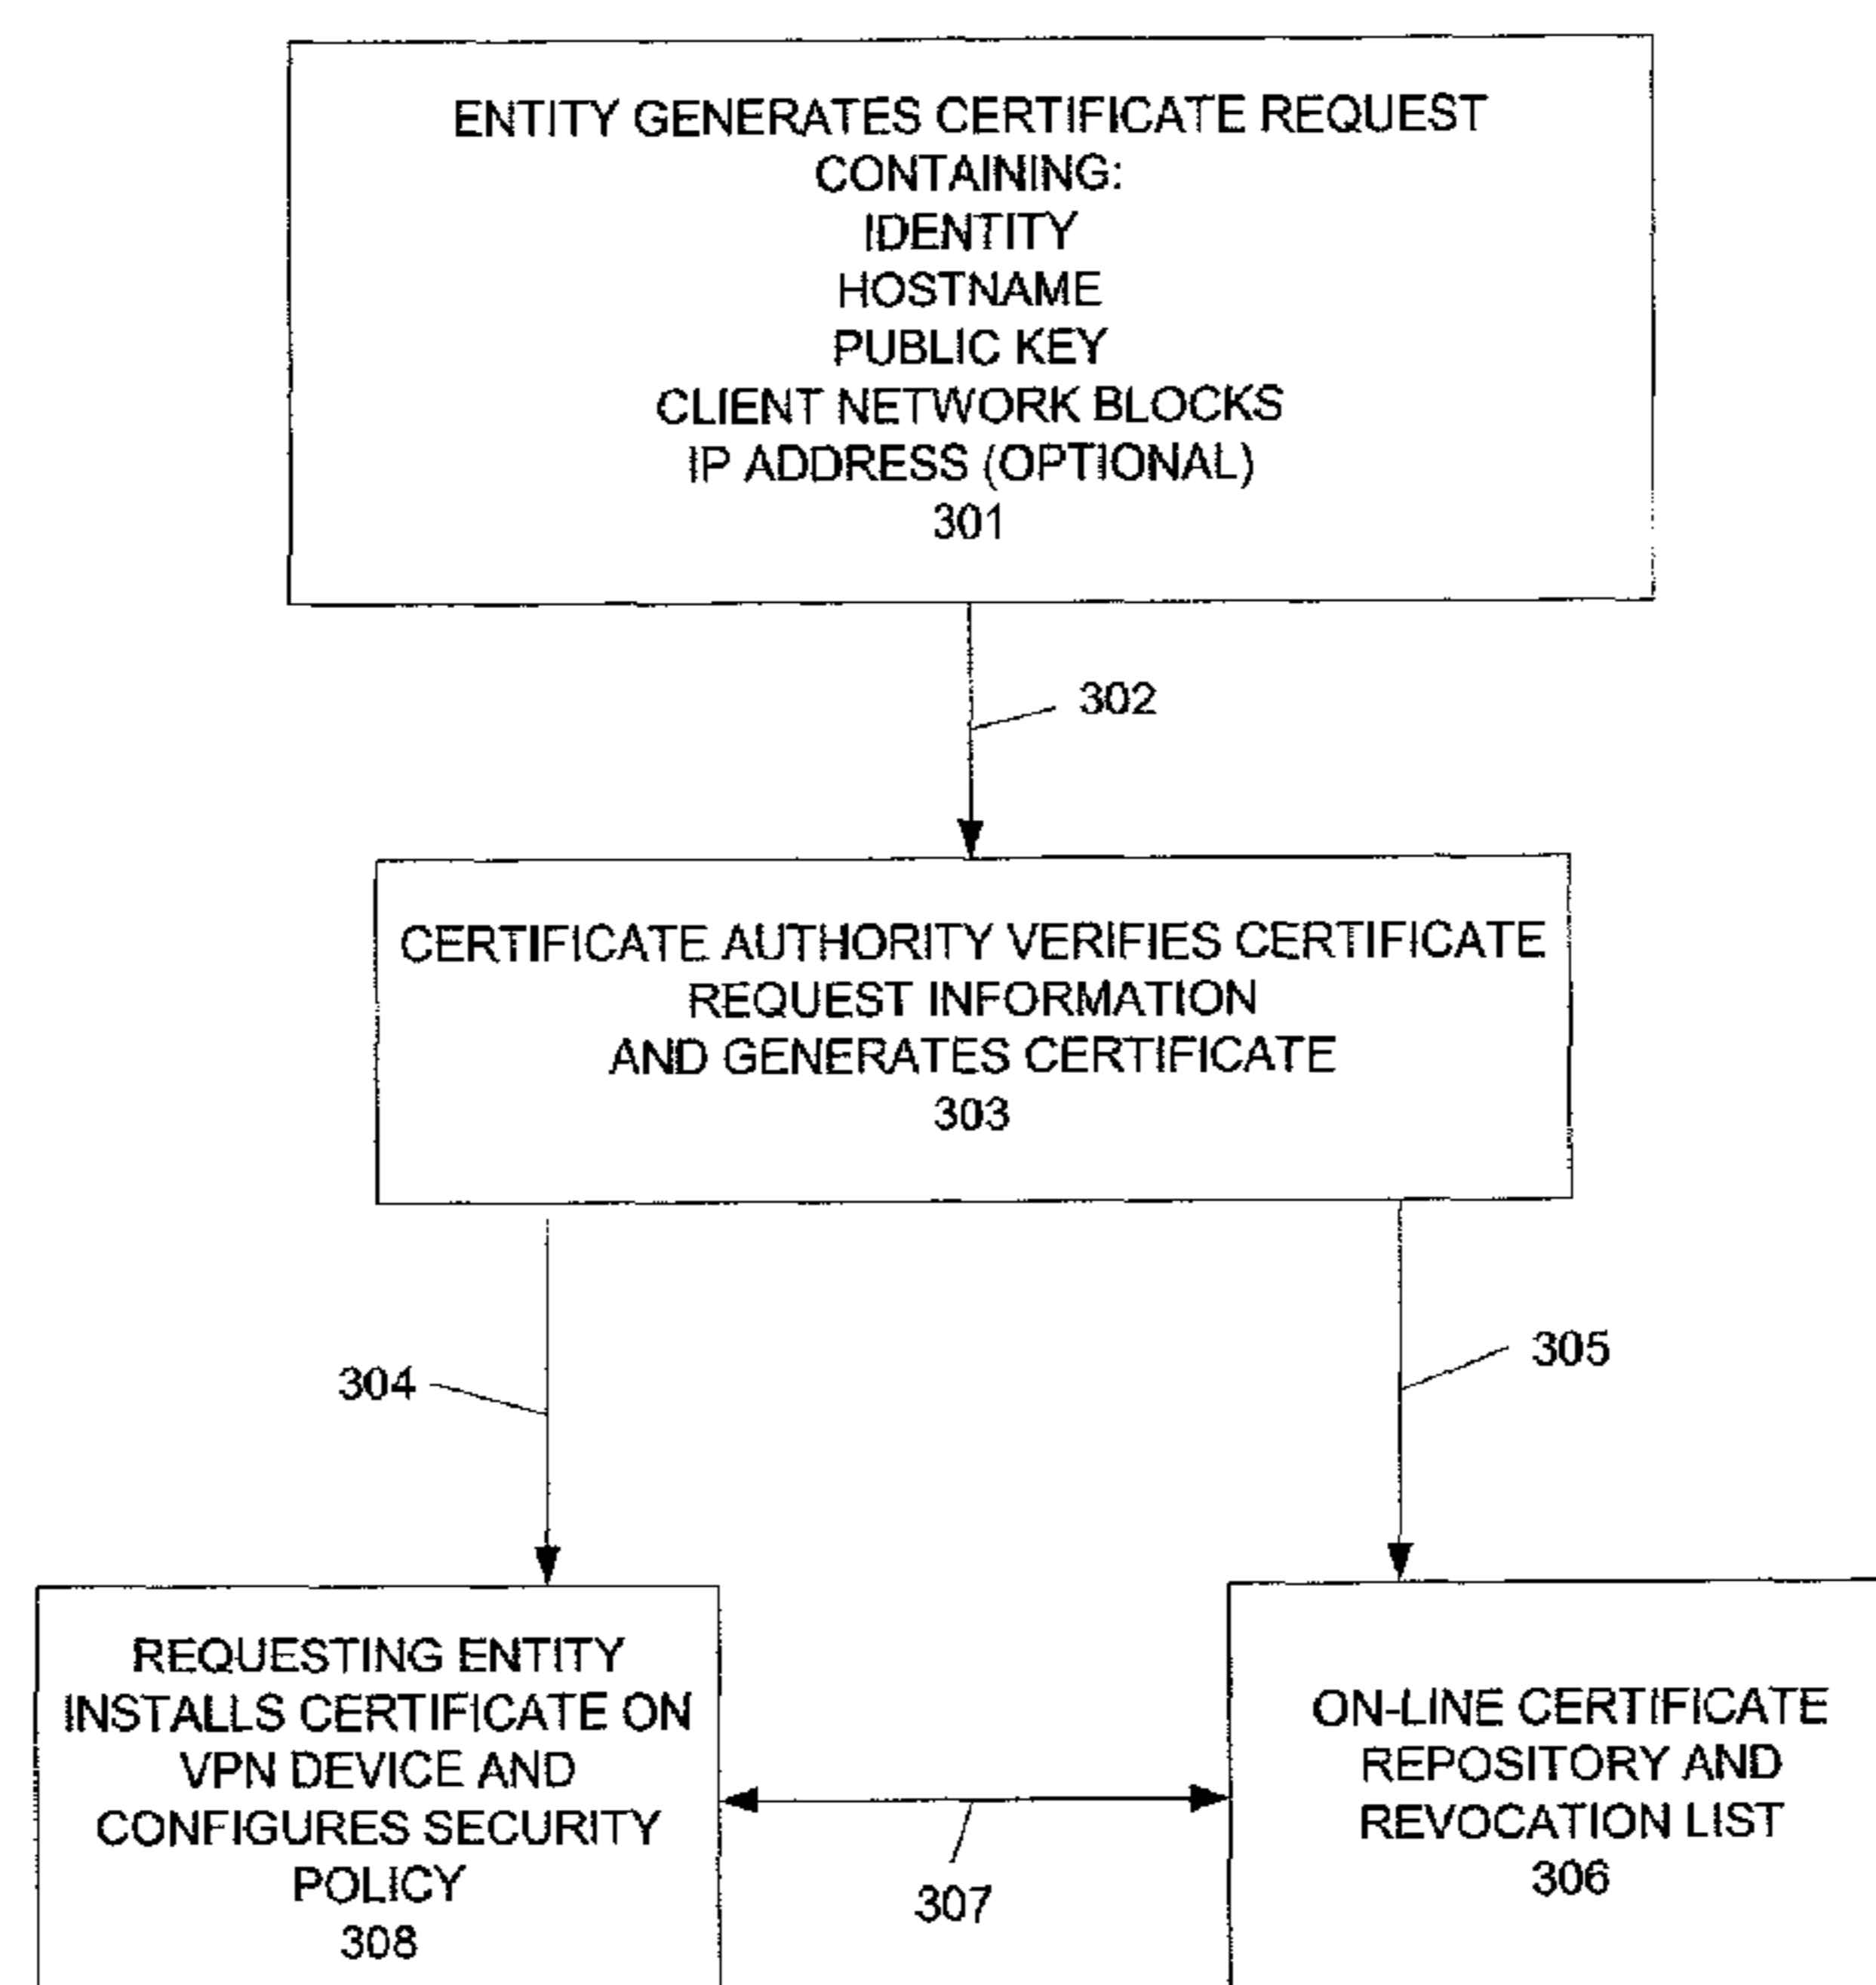 ENTITY GENERATES CERTIFICATE REQUEST
CONTAINING:
IDENTITY
HOSTNAME
PUBLIC KEY
CLIENT NETWORK BLOCKS
IP ADDRESS (OPTIONAL)
301
302
CERTIFICATE AUTHORITY VERIFIES CERTIFICATE
REQUEST INFORMATION
AND GENERATES CERTIFICATE
303
304
305
REQUESTING ENTITY
INSTALLS CERTIFICATE ON
VPN DEVICE AND
CONFIGURES SECURITY
POLICY
308
307
ON-LINE CERTIFICATE
REPOSITORY AND
REVOCATION LIST
306